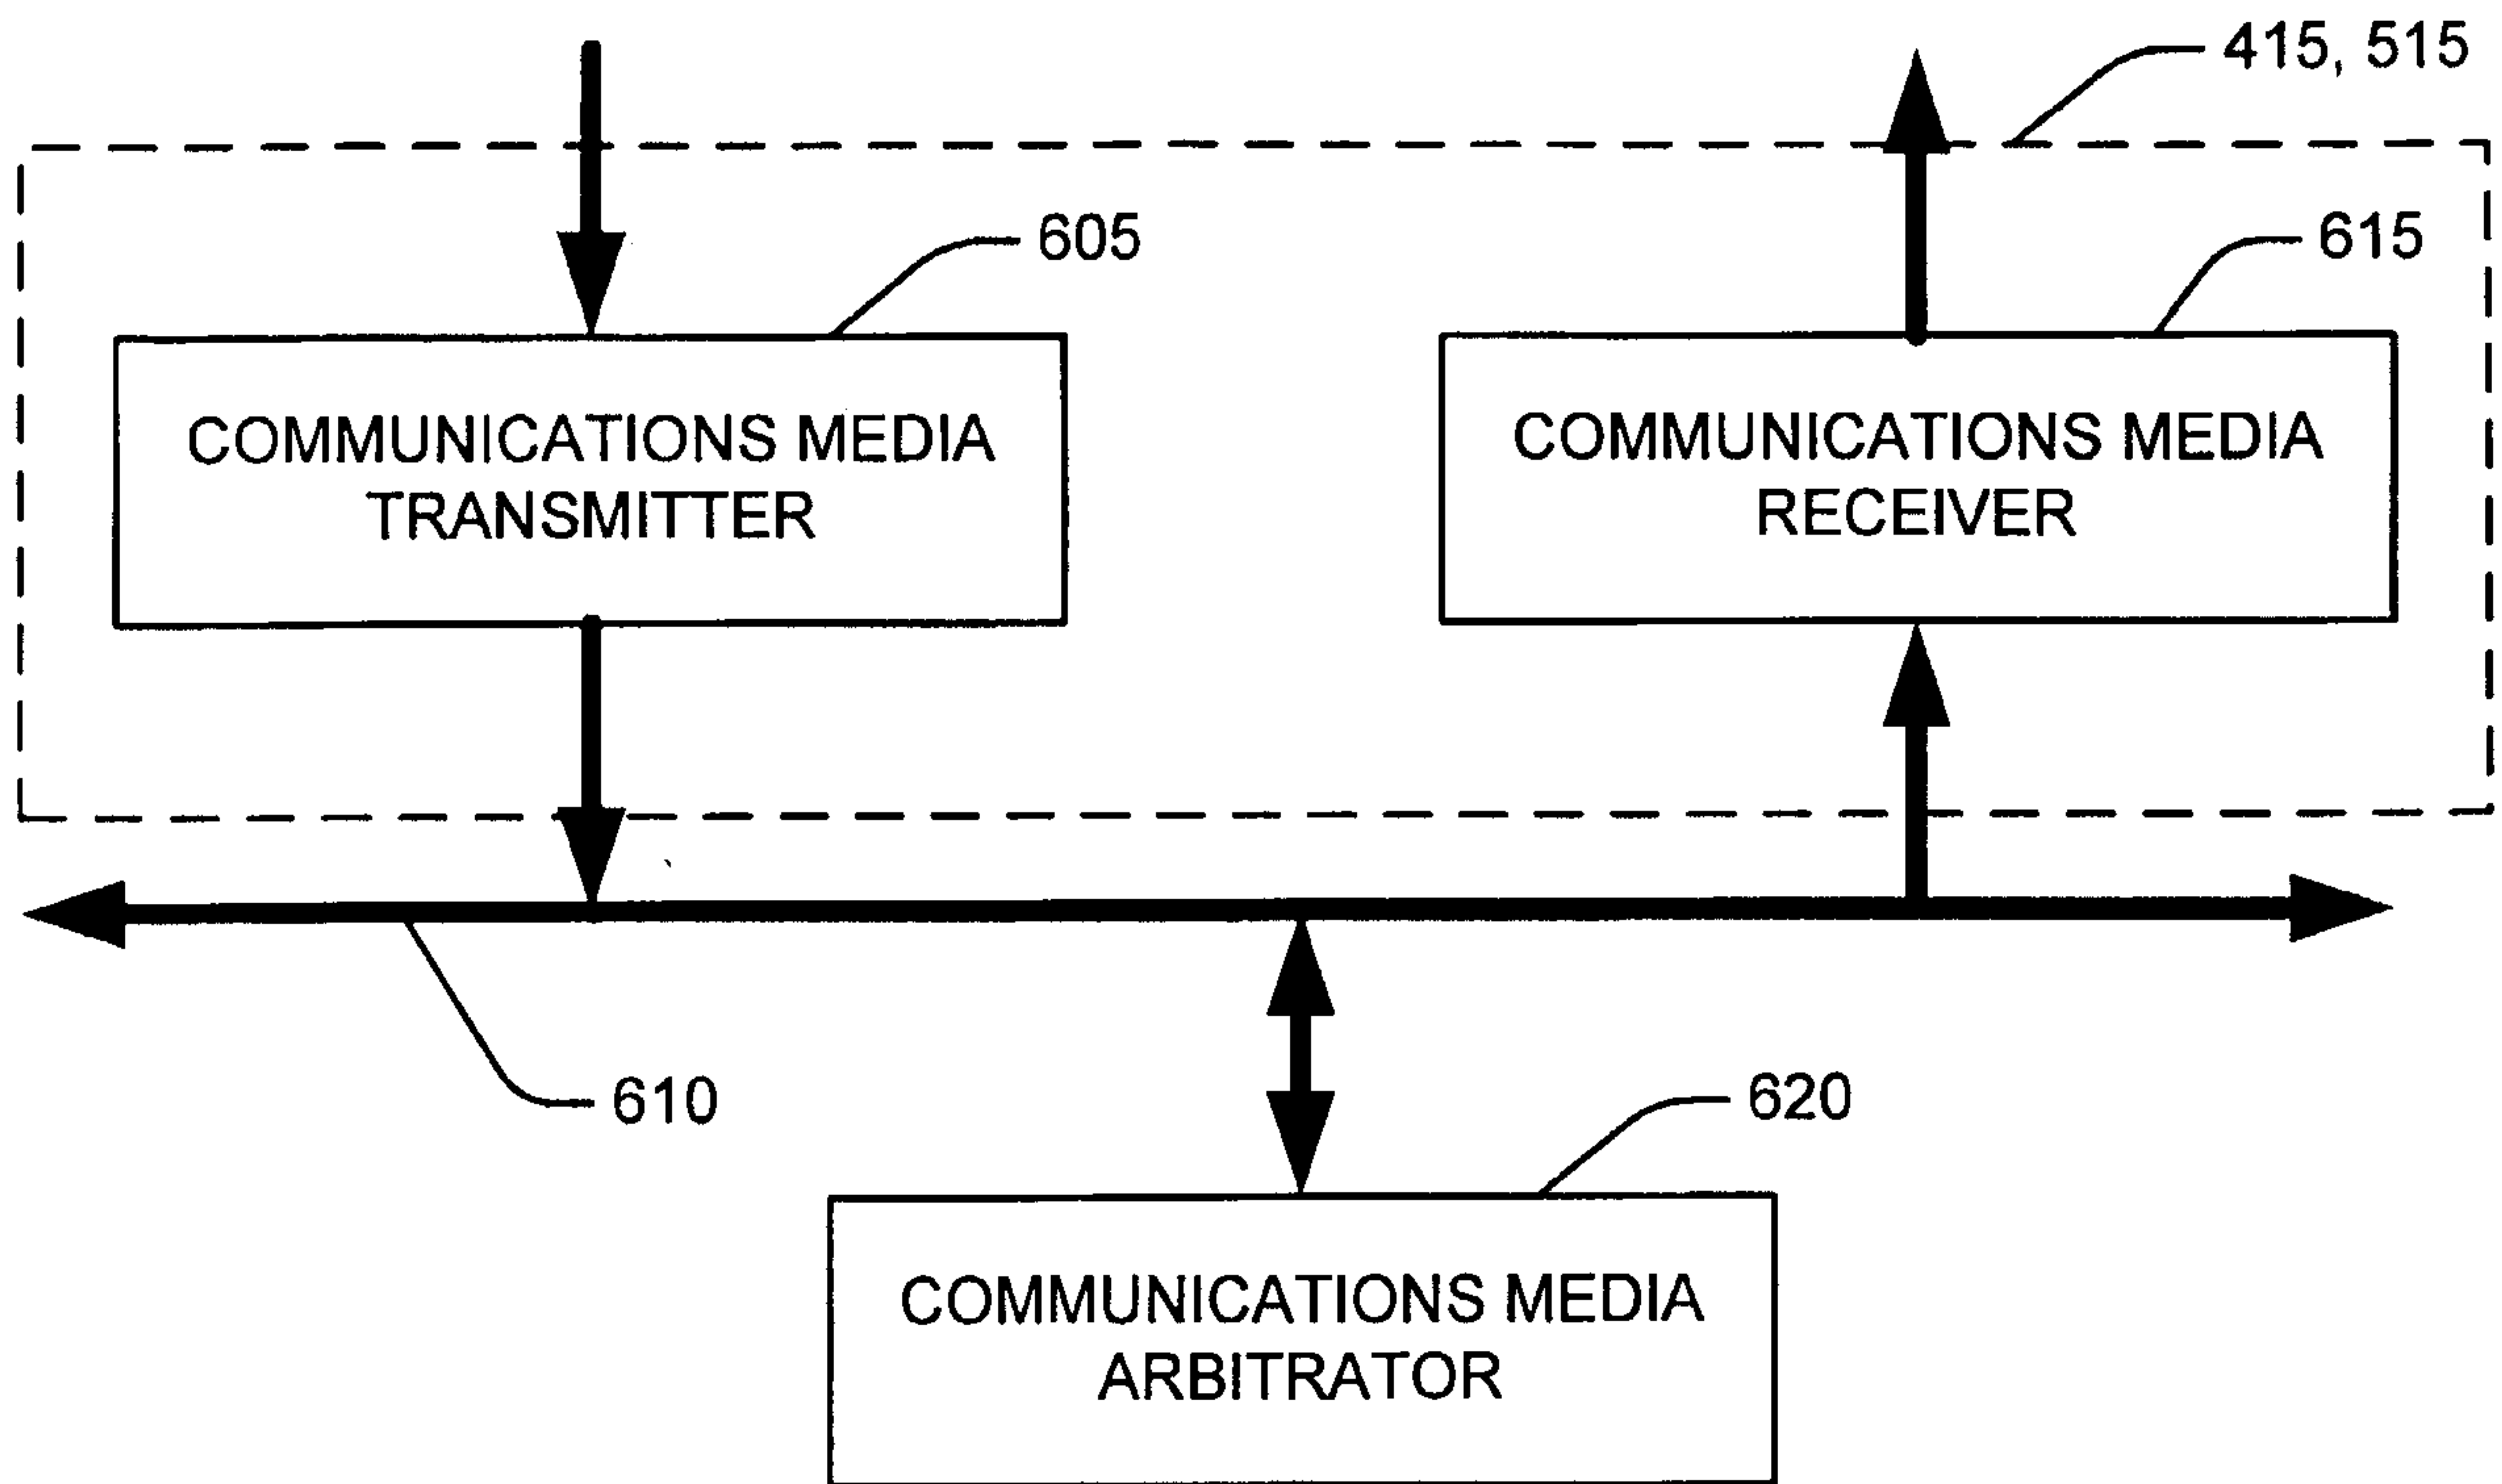 415, 515
605
615
COMMUNICATIONS MEDIA
TRANSMITTER
COMMUNICATIONS MEDIA
RECEIVER
610
620
COMMUNICATIONS MEDIA
ARBITRATOR